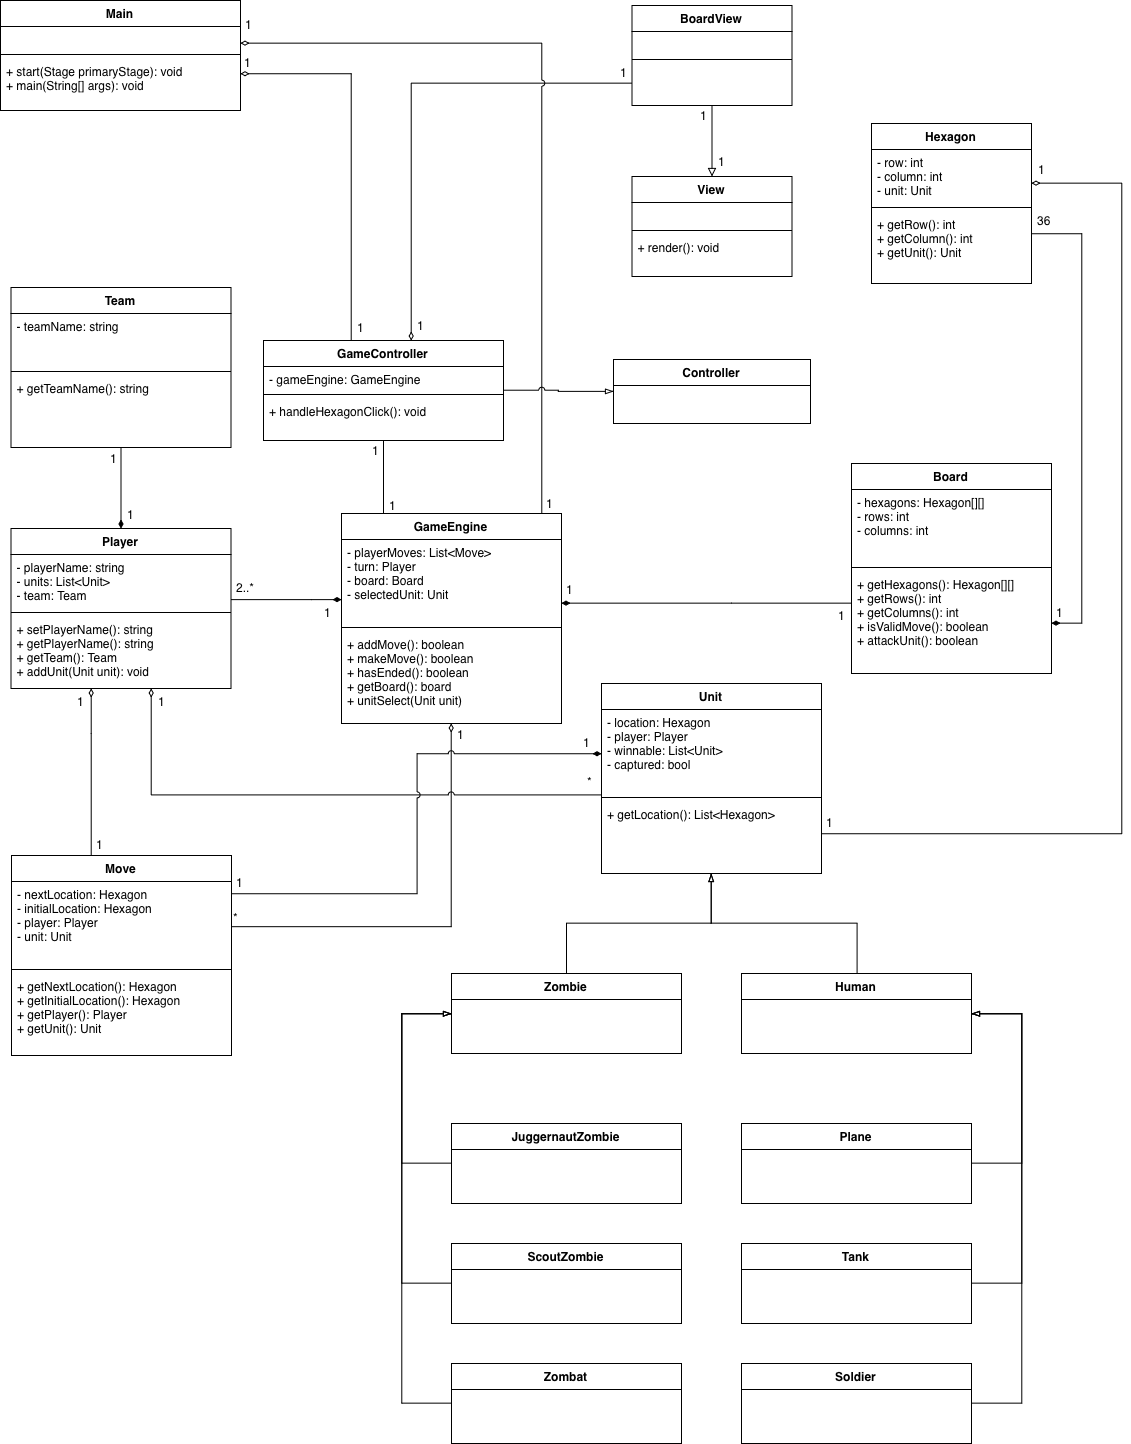 Main
+ start(Stage primaryStage): void
+ main(String[] args): void
1
1
BoardView
1
1
1
View
+ render(): void
Hexagon
- row: int
- column: int
- unit: Unit
+ getRow(): int
+ getColumn(): int
+ getUnit(): Unit
1
36
Team
- teamName: string
+ getTeamName(): string
1
1
1
1
GameController
- gameEngine: GameEngine
+ handleHexagonClick(): void
Controller
1
1
1
Board
- hexagons: Hexagon[][]
- rows: int
- columns: int
+ getHexagons(): Hexagon[][]
+ getRows(): int
+ getColumns(): int
+ isValidMove(): boolean
+ attackUnit(): boolean
1
Player
- playerName: string
- units: List<Unit>
- team: Team
+ setPlayerName(): string
+ getPlayerName(): string
+ getTeam(): Team
+ addUnit(Unit unit): void
2..*
1
GameEngine
- playerMoves: List<Move>
- turn: Player
- board: Board
- selectedUnit: Unit
+ addMove(): boolean
+ makeMove(): boolean
+ hasEnded(): boolean
+ getBoard(): board
+ unitSelect(Unit unit)
1
1
1
1
1
1
*
Unit
- location: Hexagon
- player: Player
- winnable: List<Unit>
- captured: bool
+ getLocation(): List<Hexagon>
1
1
Move
- nextLocation: Hexagon
- initialLocation: Hexagon
- player: Player
- unit: Unit
+ getNextLocation(): Hexagon
+ getInitialLocation(): Hexagon
+ getPlayer(): Player
+ getUnit(): Unit
1
*
Zombie
Human
JuggernautZombie
Plane
ScoutZombie
Tank
Zombat
Soldier